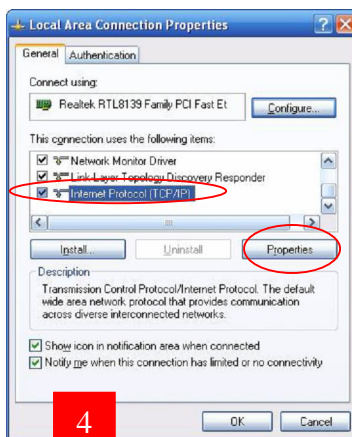 Local Area Connection Properties
General Authentication
Connect using:
Realtek RTL8139 Family PCI Fast Et
Configure...
This connection uses the following items:
Network Monitor Driver
Link-Layer Topology Discovery Responder
Internet Protocol (TCP/IP)
Install... Uninstall Properties
Description
Transmission Control Protocol/Internet Protocol. The default
wide area network protocol that provides communication
across diverse interconnected networks.
Show icon in notification area when connected
Notify me when this connection has limited or no connectivity
4
OK Cancel